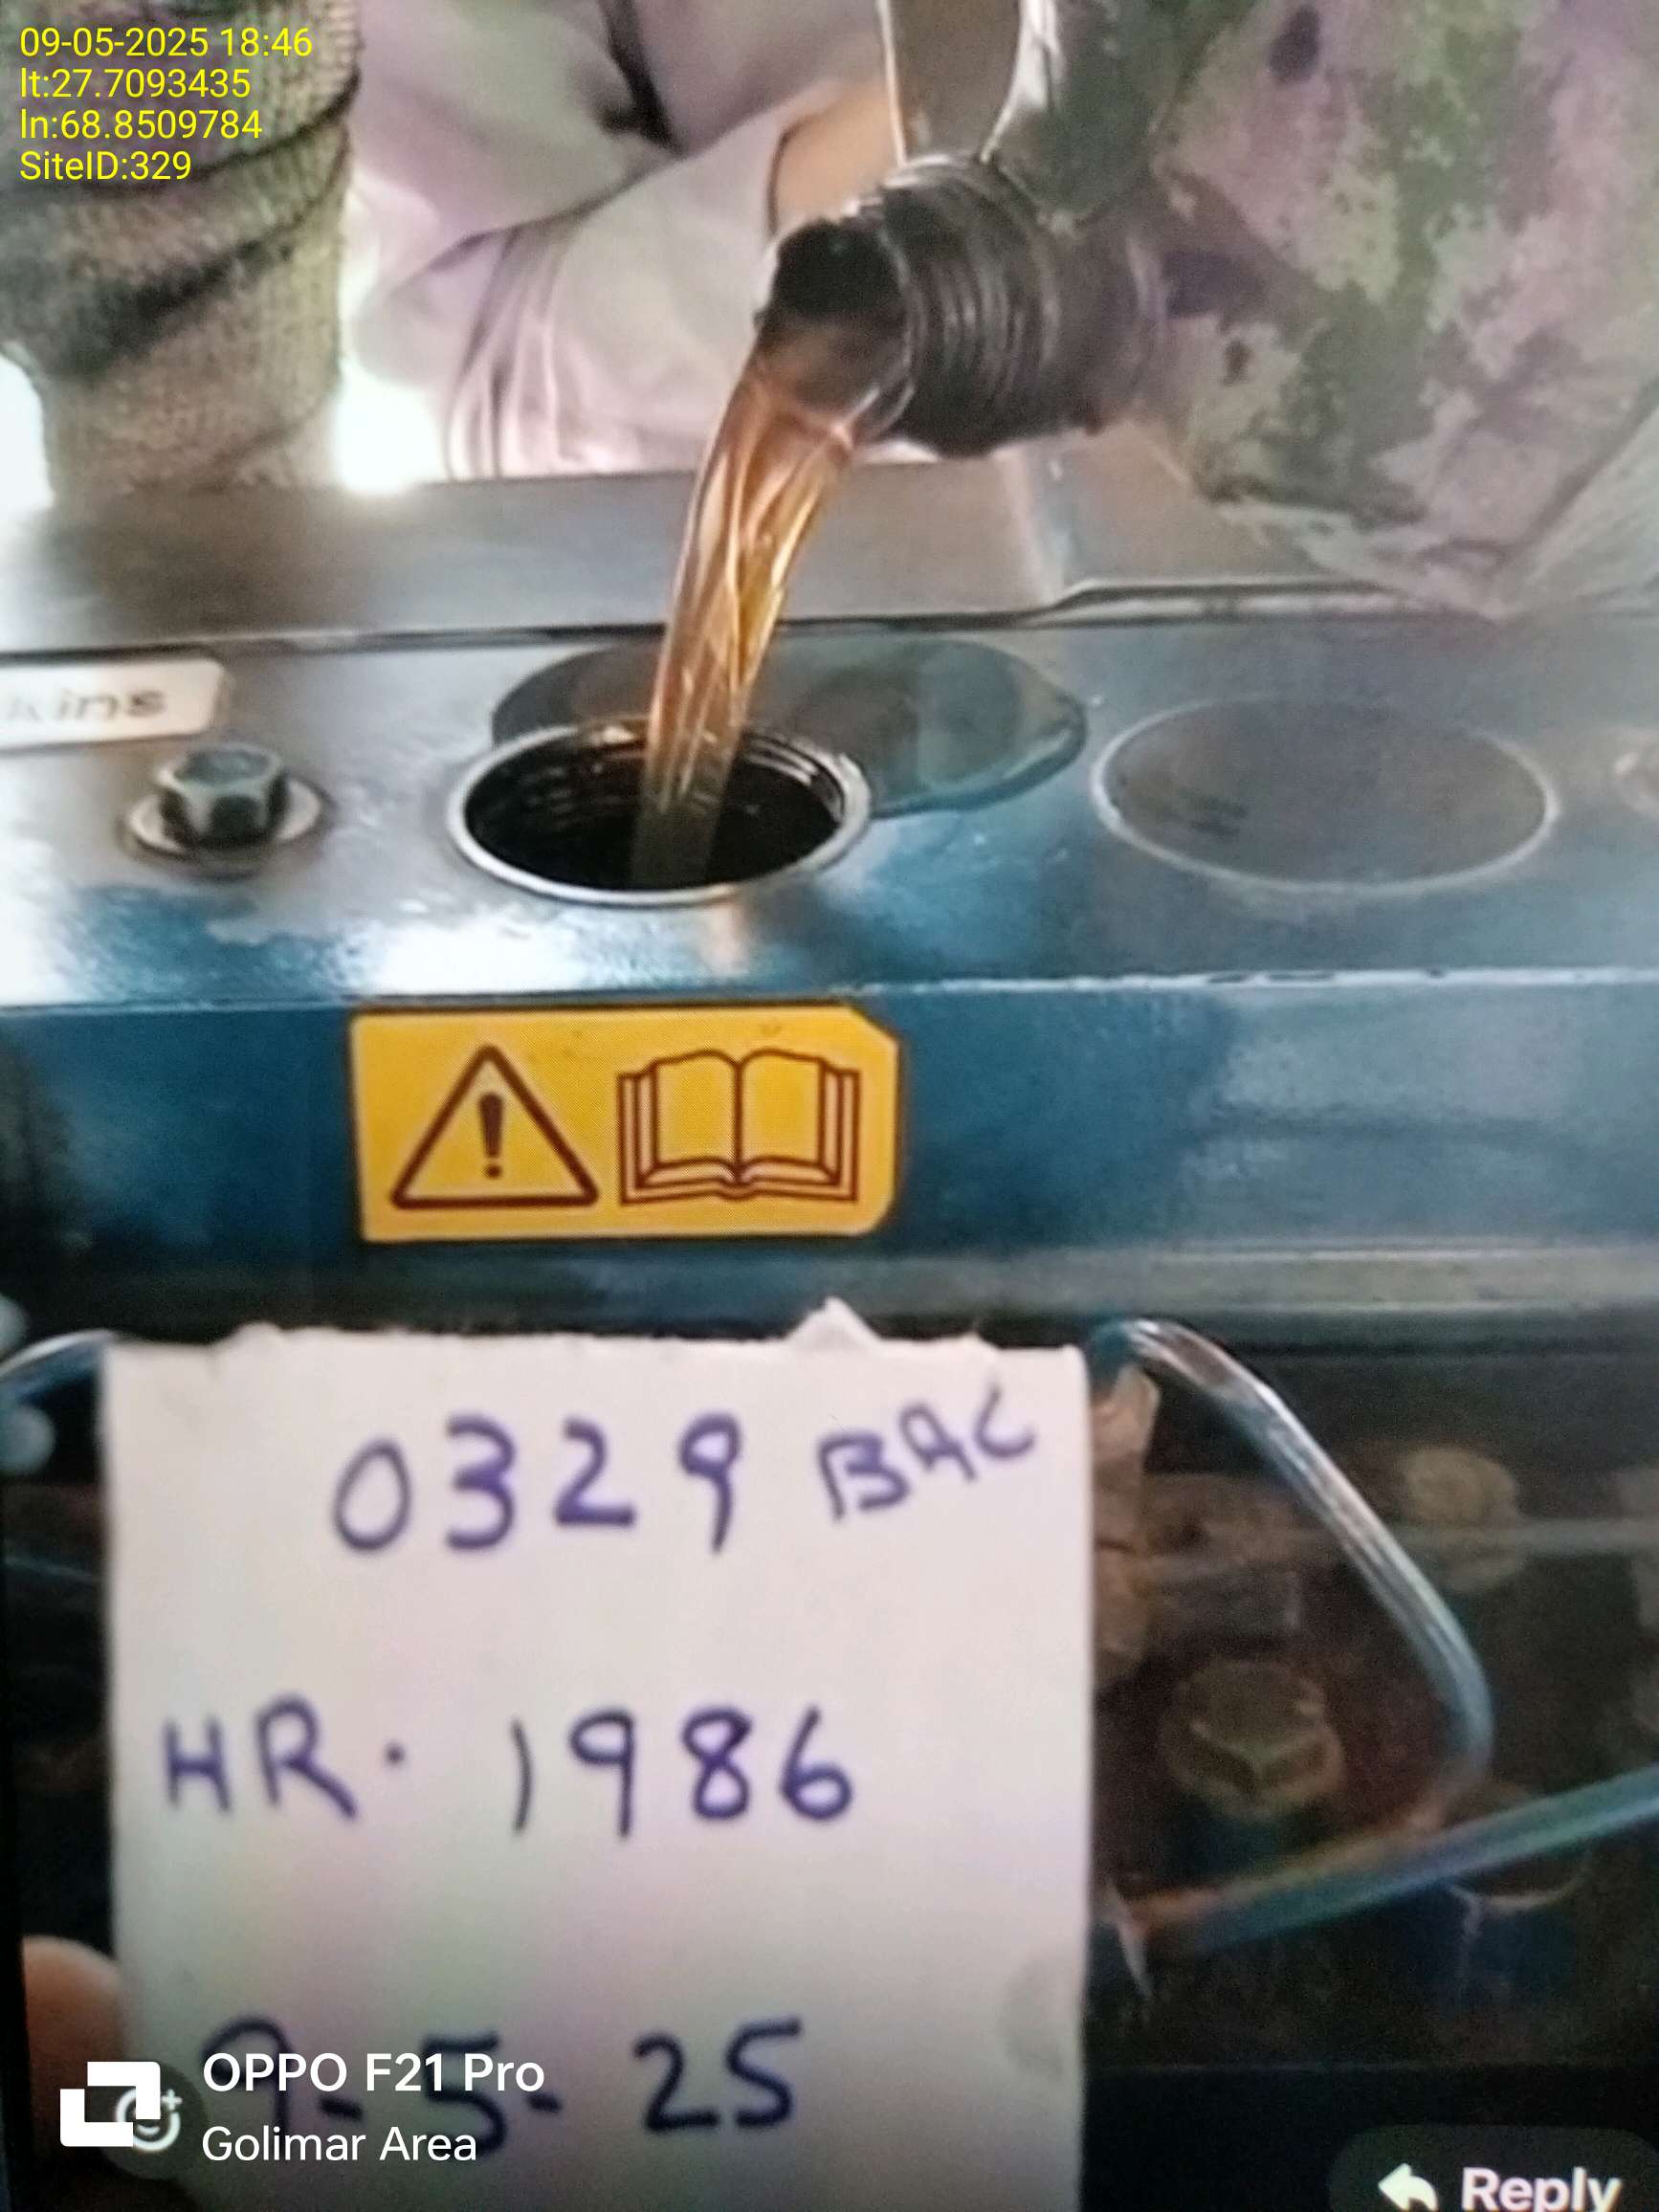 09-05-2025 18:46
lt:27.7093435
ln:68.8509784
SiteID:329
kins
0329 BAC
HR. 1986
9-5-25
OPPO F21 Pro
Golimar Area
Reply